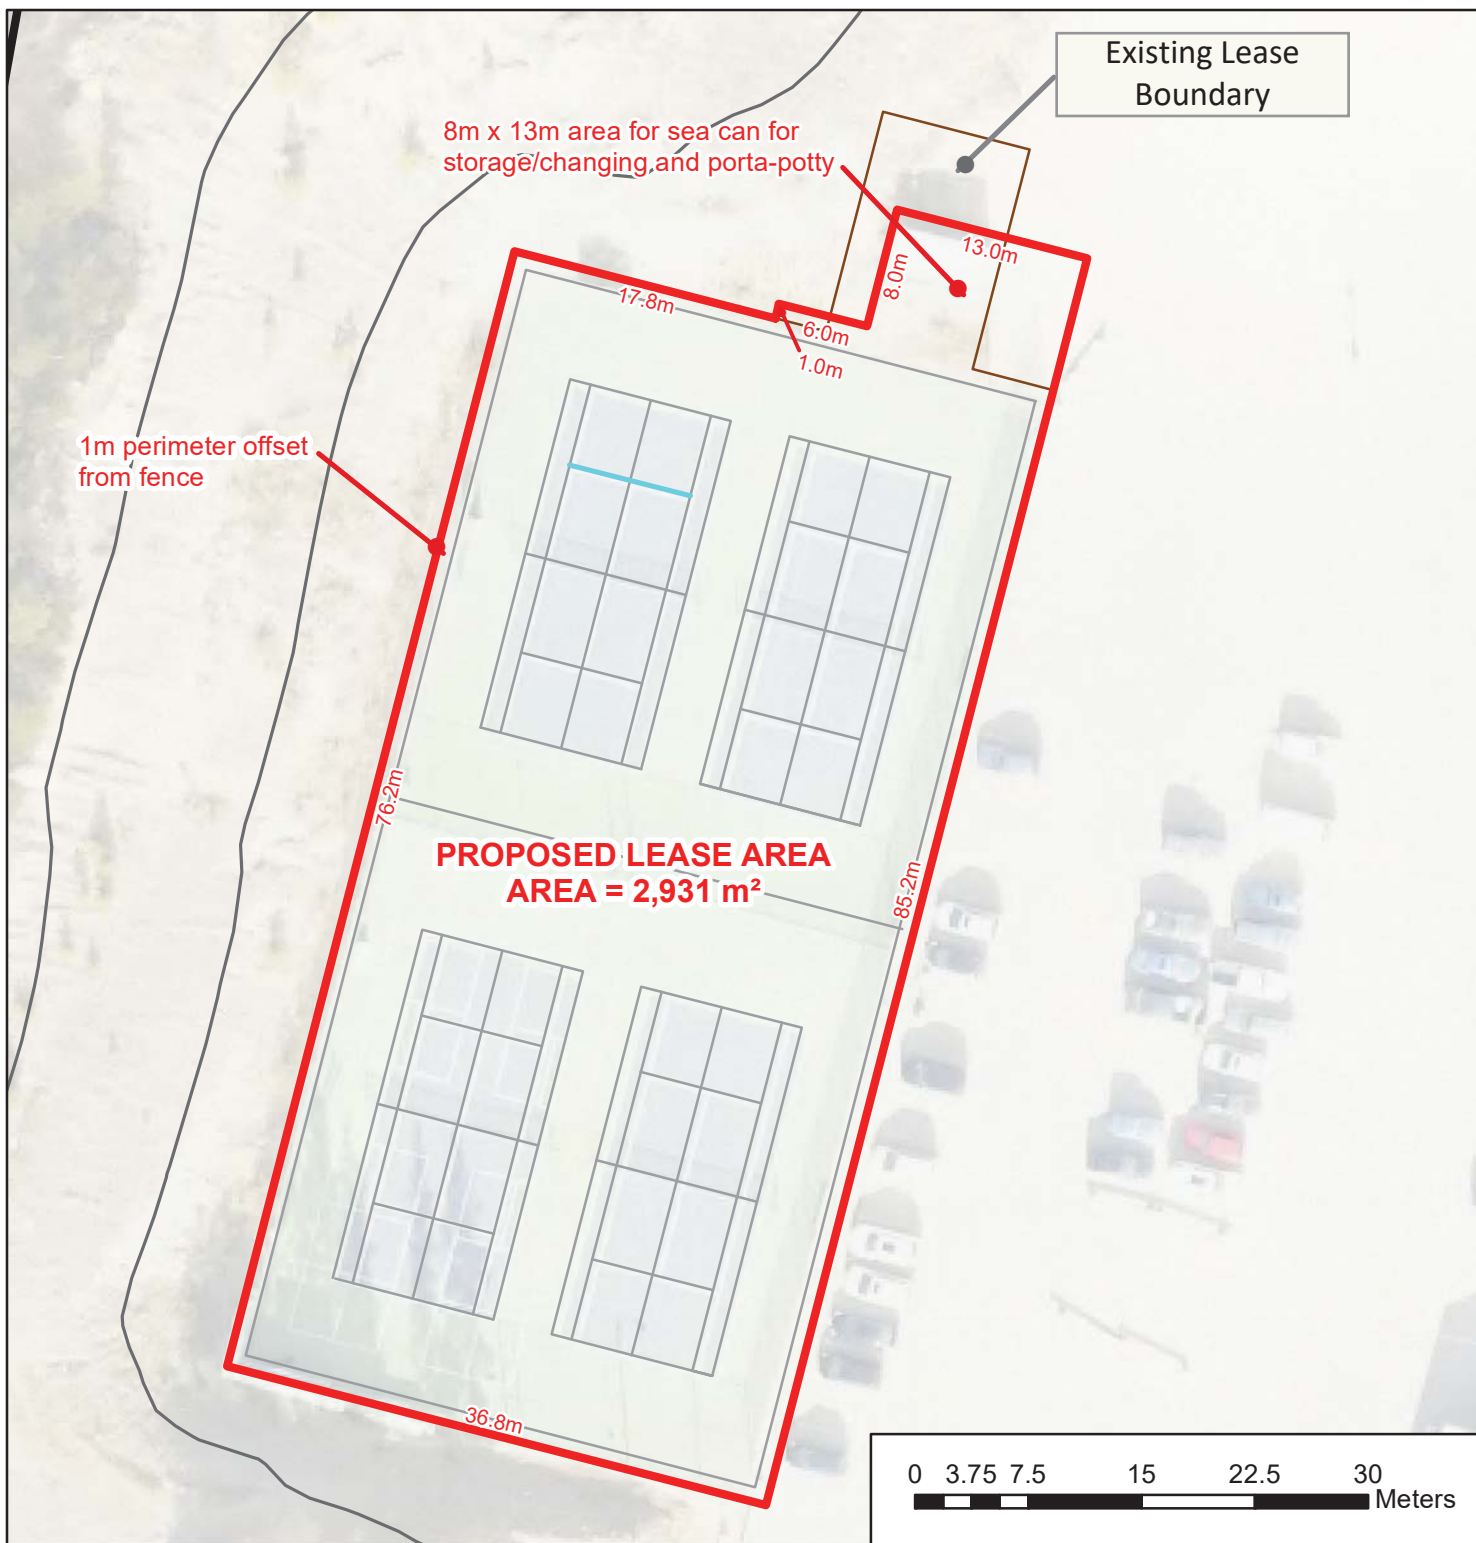 Existing Lease
Boundary
8m x 13m area for sea can for
storage/changing and porta-potty
13.0m
8.0m
17.8m
6.0m
1.0m
1m perimeter offset
from fence
76.2m
PROPOSED LEASE AREA
AREA = 2,931 m²
85.2m
36.8m
0 3.75 7.5 15 22.5 30
Meters